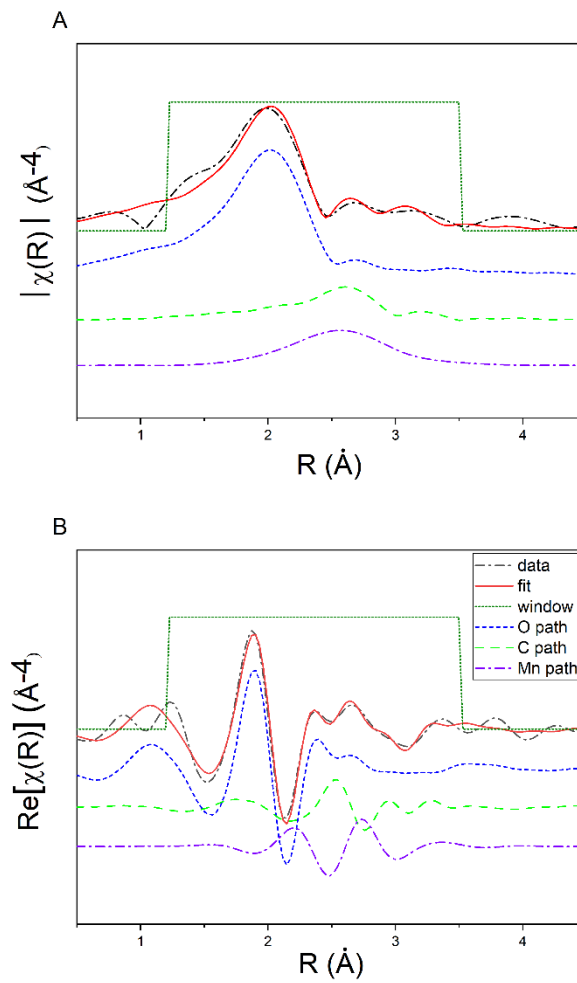 A
|χ(R)| (Å-4)
1 2 3 4
R (Å)
B
data
fit
window
O path
C path
Mn path
Re[χ(R)] (Å-4)
1 2 3 4
R (Å)